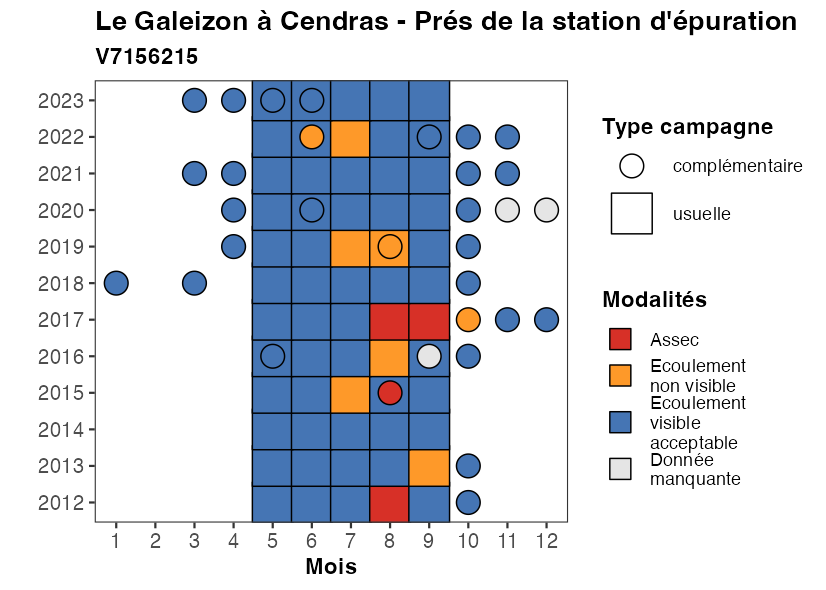 Le Galeizon à Cendras - Prés de la station d'épuration
V7156215
2023
2022
2021
2020
2019
2018
2017
2016
2015
2014
2013
2012
1 2 3 4 5 6 7 8 9 10 11 12
Mois
Type campagne
complémentaire
usuelle
Modalités
Assec
Ecoulement
non visible
Ecoulement
visible
acceptable
Donnée
manquante